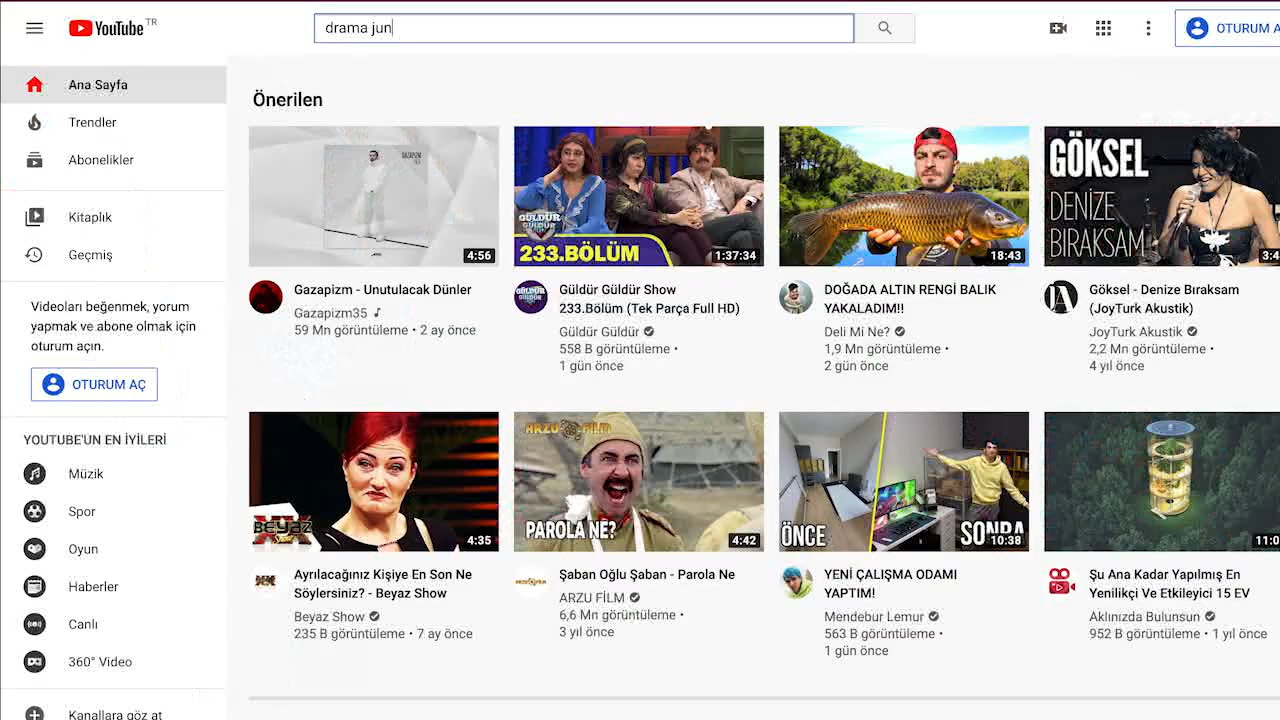 YouTube TR
drama jun
OTURUM A
Ana Sayfa
Trendler
Abonelikler
Kitaplık
Geçmiş
Videoları beğenmek, yorum
yapmak ve abone olmak için
oturum açın.
OTURUM AÇ
YOUTUBE'UN EN İYİLERİ
Müzik
Spor
Oyun
Haberler
Canlı
360° Video
Kanallara göz at
Önerilen
GAZAPIZM
4:56
Gazapizm - Unutulacak Dünler
Gazapizm35
59 Mn görüntüleme • 2 ay önce
GÜLDÜR
GÜLDÜR
233.BÖLÜM
1:37:34
Güldür Güldür Show
233.Bölüm (Tek Parça Full HD)
Güldür Güldür
558 B görüntüleme •
1 gün önce
18:43
DOĞADA ALTIN RENGİ BALIK
YAKALADIM!!
Deli Mi Ne?
1,9 Mn görüntüleme •
2 gün önce
GÖKSEL
DENİZE
BIRAKSAM
3:4
Göksel - Denize Bıraksam
(JoyTurk Akustik)
JoyTurk Akustik
2,2 Mn görüntüleme •
4 yıl önce
BEYAZ
4:35
Ayrılacağınız Kişiye En Son Ne
Söylersiniz? - Beyaz Show
Beyaz Show
235 B görüntüleme • 7 ay önce
ARZU FİLM
PAROLA NE?
4:42
Şaban Oğlu Şaban - Parola Ne
ARZU FİLM
6,6 Mn görüntüleme •
3 yıl önce
ÖNCE
SONRA
10:38
YENİ ÇALIŞMA ODAMI
YAPTIM!
Mendebur Lemur
563 B görüntüleme •
1 gün önce
11:0
Şu Ana Kadar Yapılmış En
Yenilikçi Ve Etkileyici 15 EV
Aklınızda Bulunsun
952 B görüntüleme • 1 yıl önce